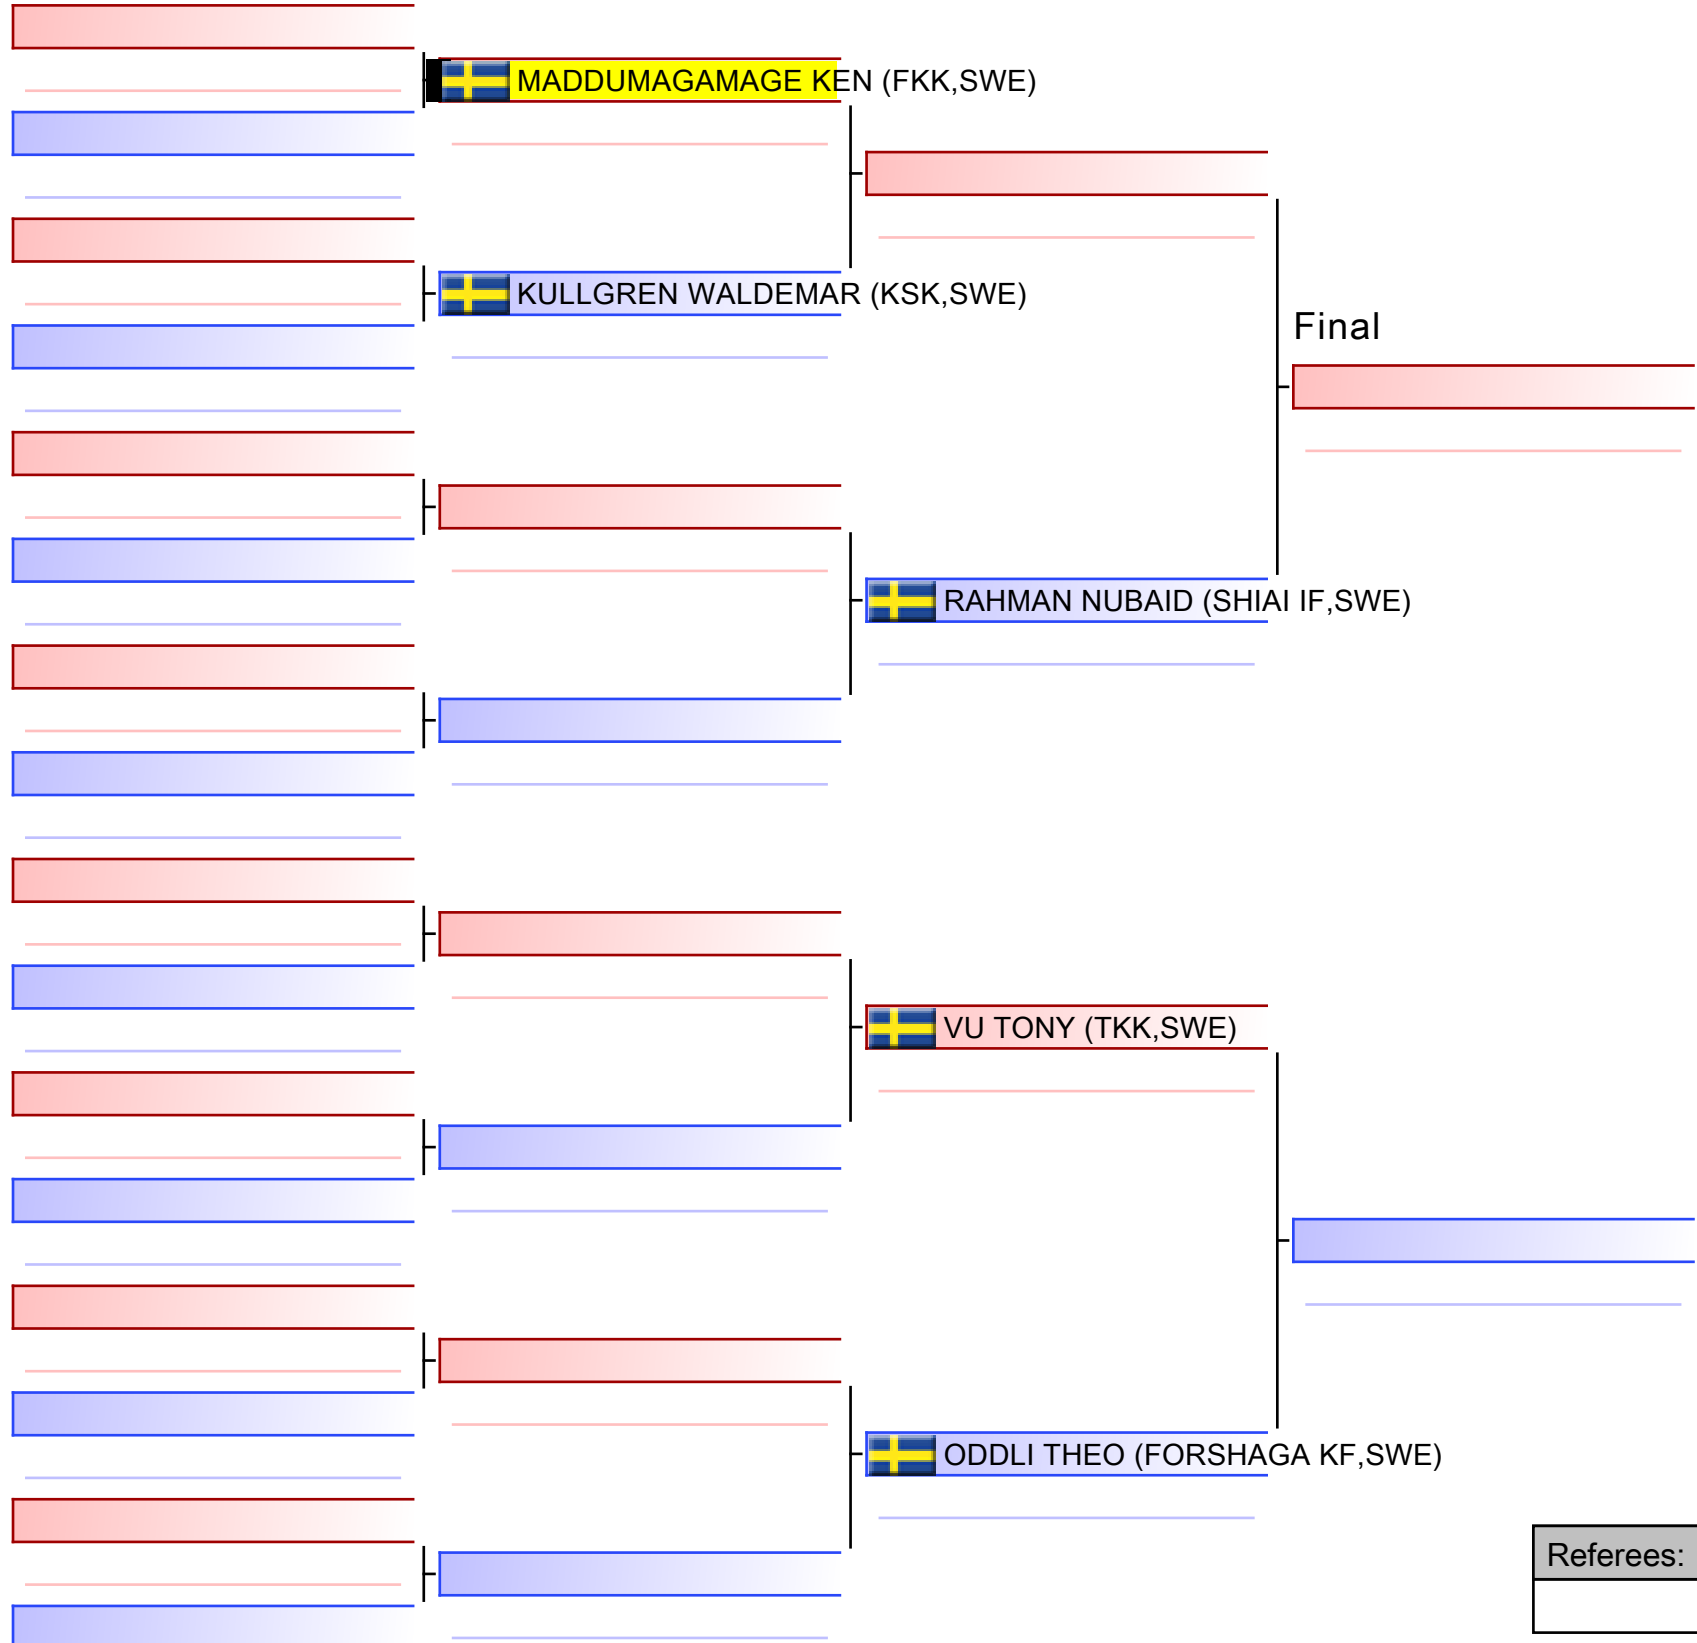 MADDUMAGAMAGE KEN (FKK,SWE)
KULLGREN WALDEMAR (KSK,SWE)
Final
RAHMAN NUBAID (SHIAI IF,SWE)
VU TONY (TKK,SWE)
ODDLI THEO (FORSHAGA KF,SWE)
Referees: